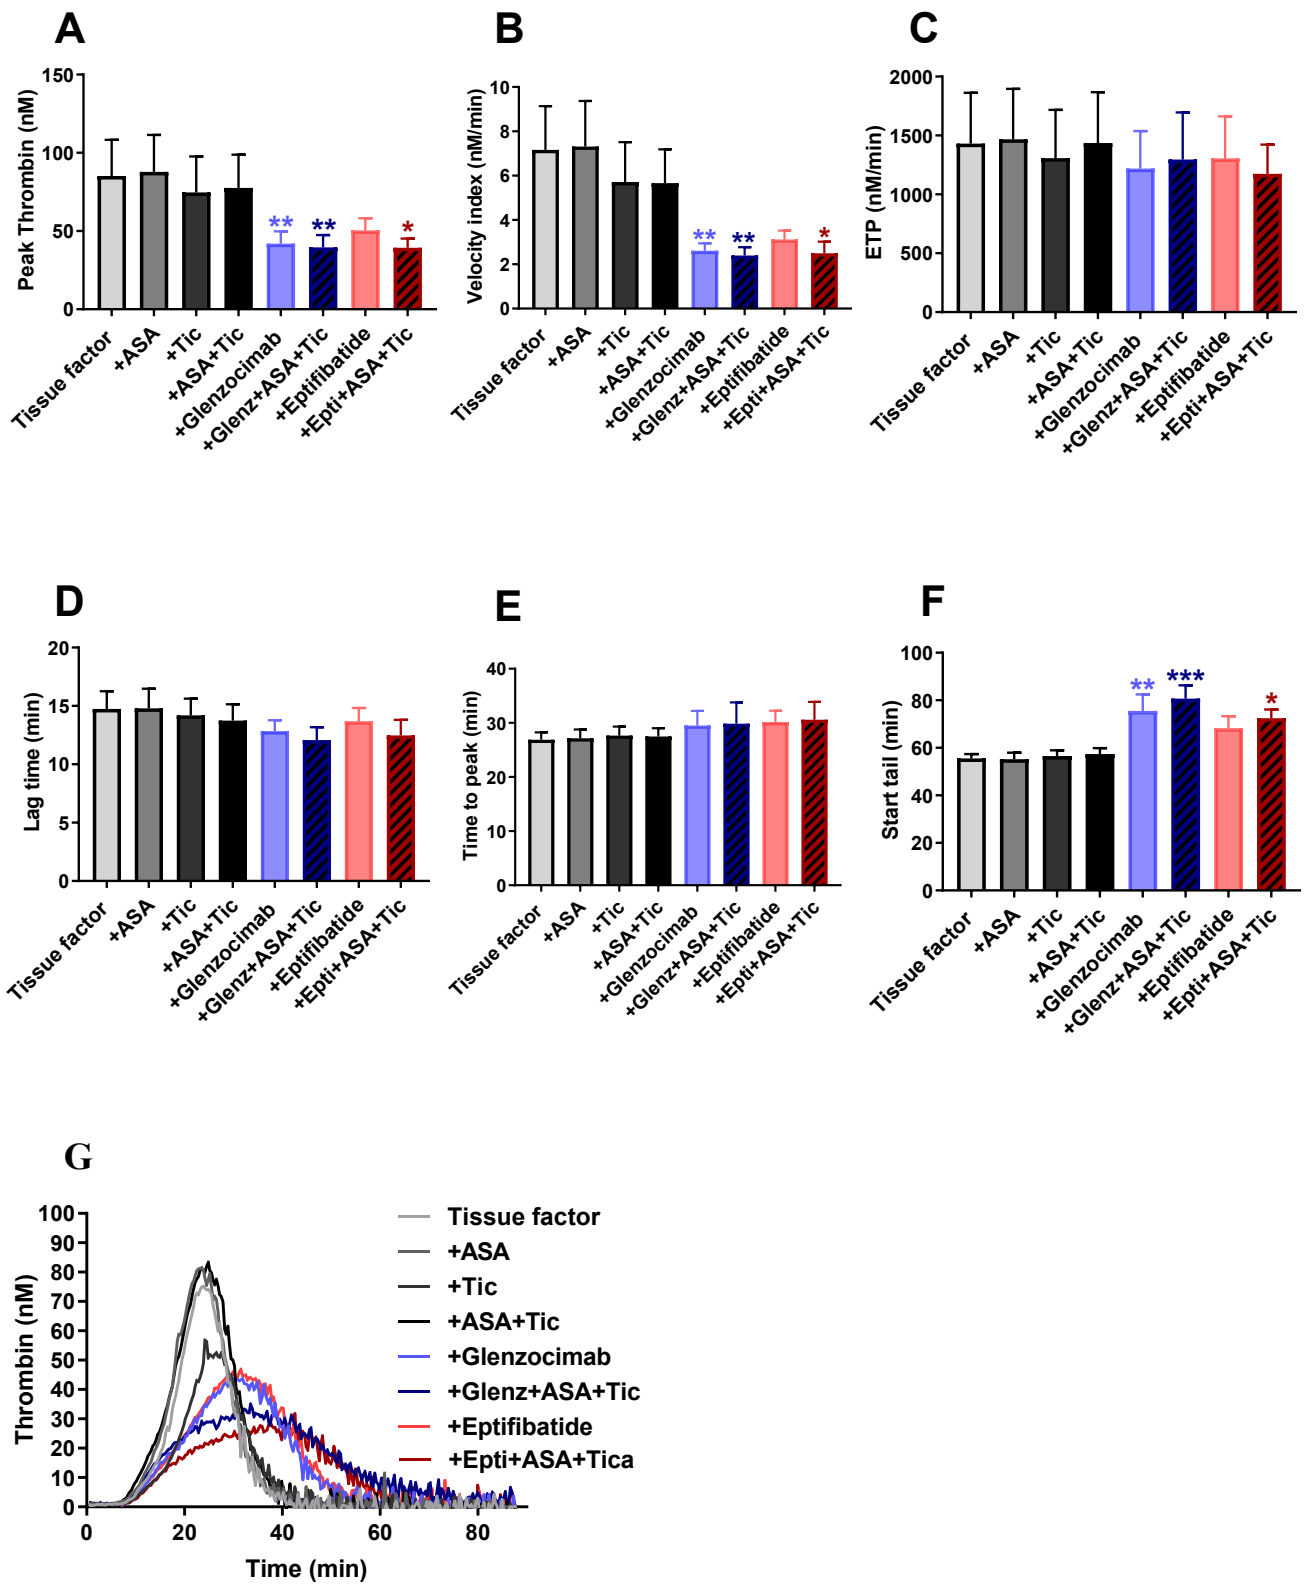 A
Peak Thrombin (nM)
150
100
50
0
** ** *
Tissue factor
+ASA
+Tic
+ASA+Tic
+Glenzocimab
+Glenz+ASA+Tic
+Eptifibatide
+Epti+ASA+Tic
B
Velocity index (nM/min)
10
8
6
4
2
0
** ** *
Tissue factor
+ASA
+Tic
+ASA+Tic
+Glenzocimab
+Glenz+ASA+Tic
+Eptifibatide
+Epti+ASA+Tic
C
ETP (nM/min)
2000
1500
1000
500
0
Tissue factor
+ASA
+Tic
+ASA+Tic
+Glenzocimab
+Glenz+ASA+Tic
+Eptifibatide
+Epti+ASA+Tic
D
Lag time (min)
20
15
10
5
0
Tissue factor
+ASA
+Tic
+ASA+Tic
+Glenzocimab
+Glenz+ASA+Tic
+Eptifibatide
+Epti+ASA+Tic
E
Time to peak (min)
40
30
20
10
0
Tissue factor
+ASA
+Tic
+ASA+Tic
+Glenzocimab
+Glenz+ASA+Tic
+Eptifibatide
+Epti+ASA+Tic
F
Start tail (min)
100
80
60
40
20
0
** *** *
Tissue factor
+ASA
+Tic
+ASA+Tic
+Glenzocimab
+Glenz+ASA+Tic
+Eptifibatide
+Epti+ASA+Tic
G
Thrombin (nM)
100
90
80
70
60
50
40
30
20
10
0
0 20 40 60 80
Time (min)
Tissue factor
+ASA
+Tic
+ASA+Tic
+Glenzocimab
+Glenz+ASA+Tic
+Eptifibatide
+Epti+ASA+Tica